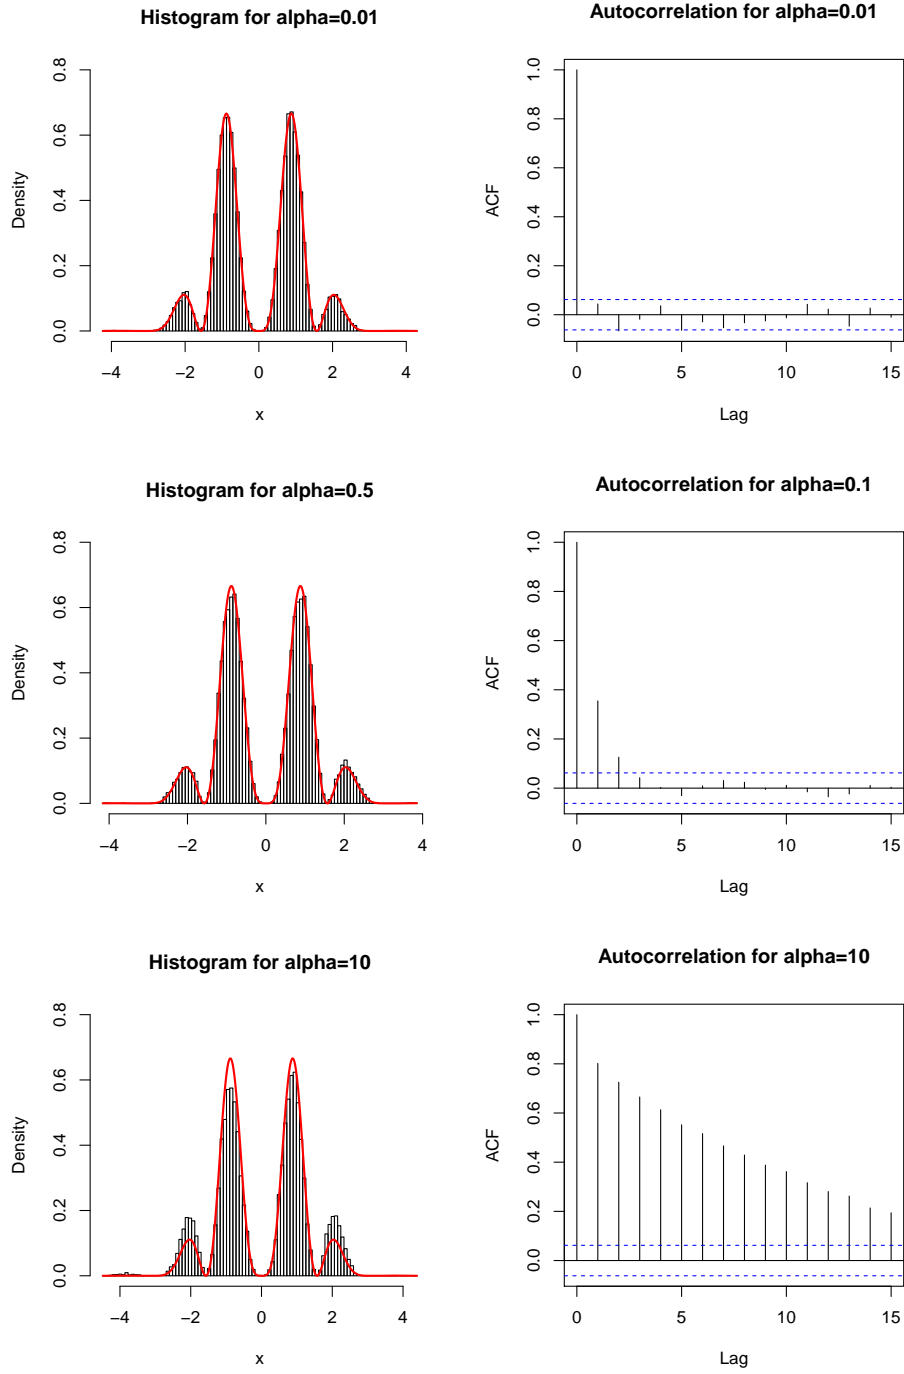 Histogram for alpha=0.01
Density
0.0 0.2 0.4 0.6 0.8
−4 −2 0 2 4
x
Autocorrelation for alpha=0.01
ACF
0.0 0.2 0.4 0.6 0.8 1.0
0 5 10 15
Lag
Histogram for alpha=0.5
Density
0.0 0.2 0.4 0.6 0.8
−4 −2 0 2 4
x
Autocorrelation for alpha=0.1
ACF
0.0 0.2 0.4 0.6 0.8 1.0
0 5 10 15
Lag
Histogram for alpha=10
Density
0.0 0.2 0.4 0.6 0.8
−4 −2 0 2 4
x
Autocorrelation for alpha=10
ACF
0.0 0.2 0.4 0.6 0.8 1.0
0 5 10 15
Lag